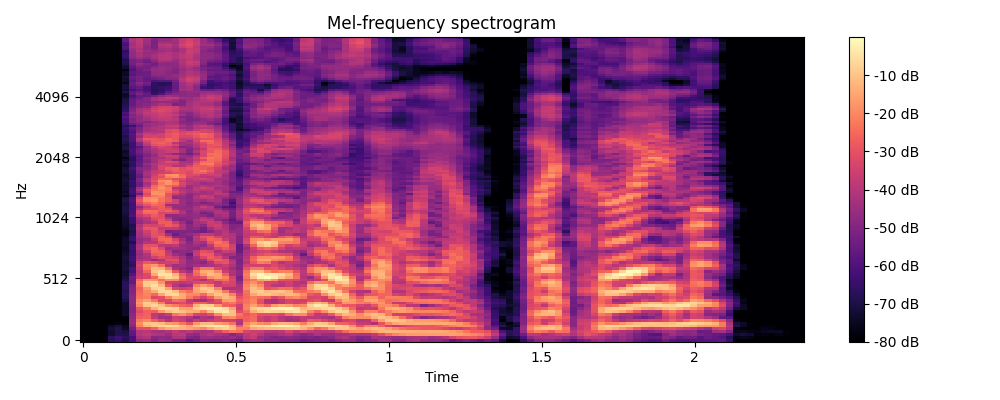 Mel-frequency spectrogram
Hz
4096
2048
1024
512
0
0
0.5
1
1.5
2
Time
-10 dB
-20 dB
-30 dB
-40 dB
-50 dB
-60 dB
-70 dB
-80 dB